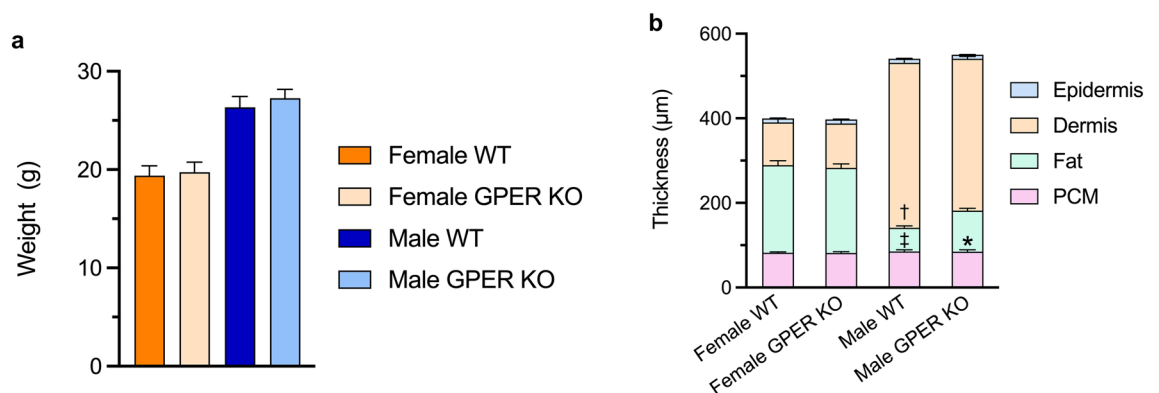 a
Weight (g)
30
20
10
0
Female WT
Female GPER KO
Male WT
Male GPER KO
b
Thickness (μm)
600
400
200
0
†
‡
*
Female WT
Female GPER KO
Male WT
Male GPER KO
Epidermis
Dermis
Fat
PCM